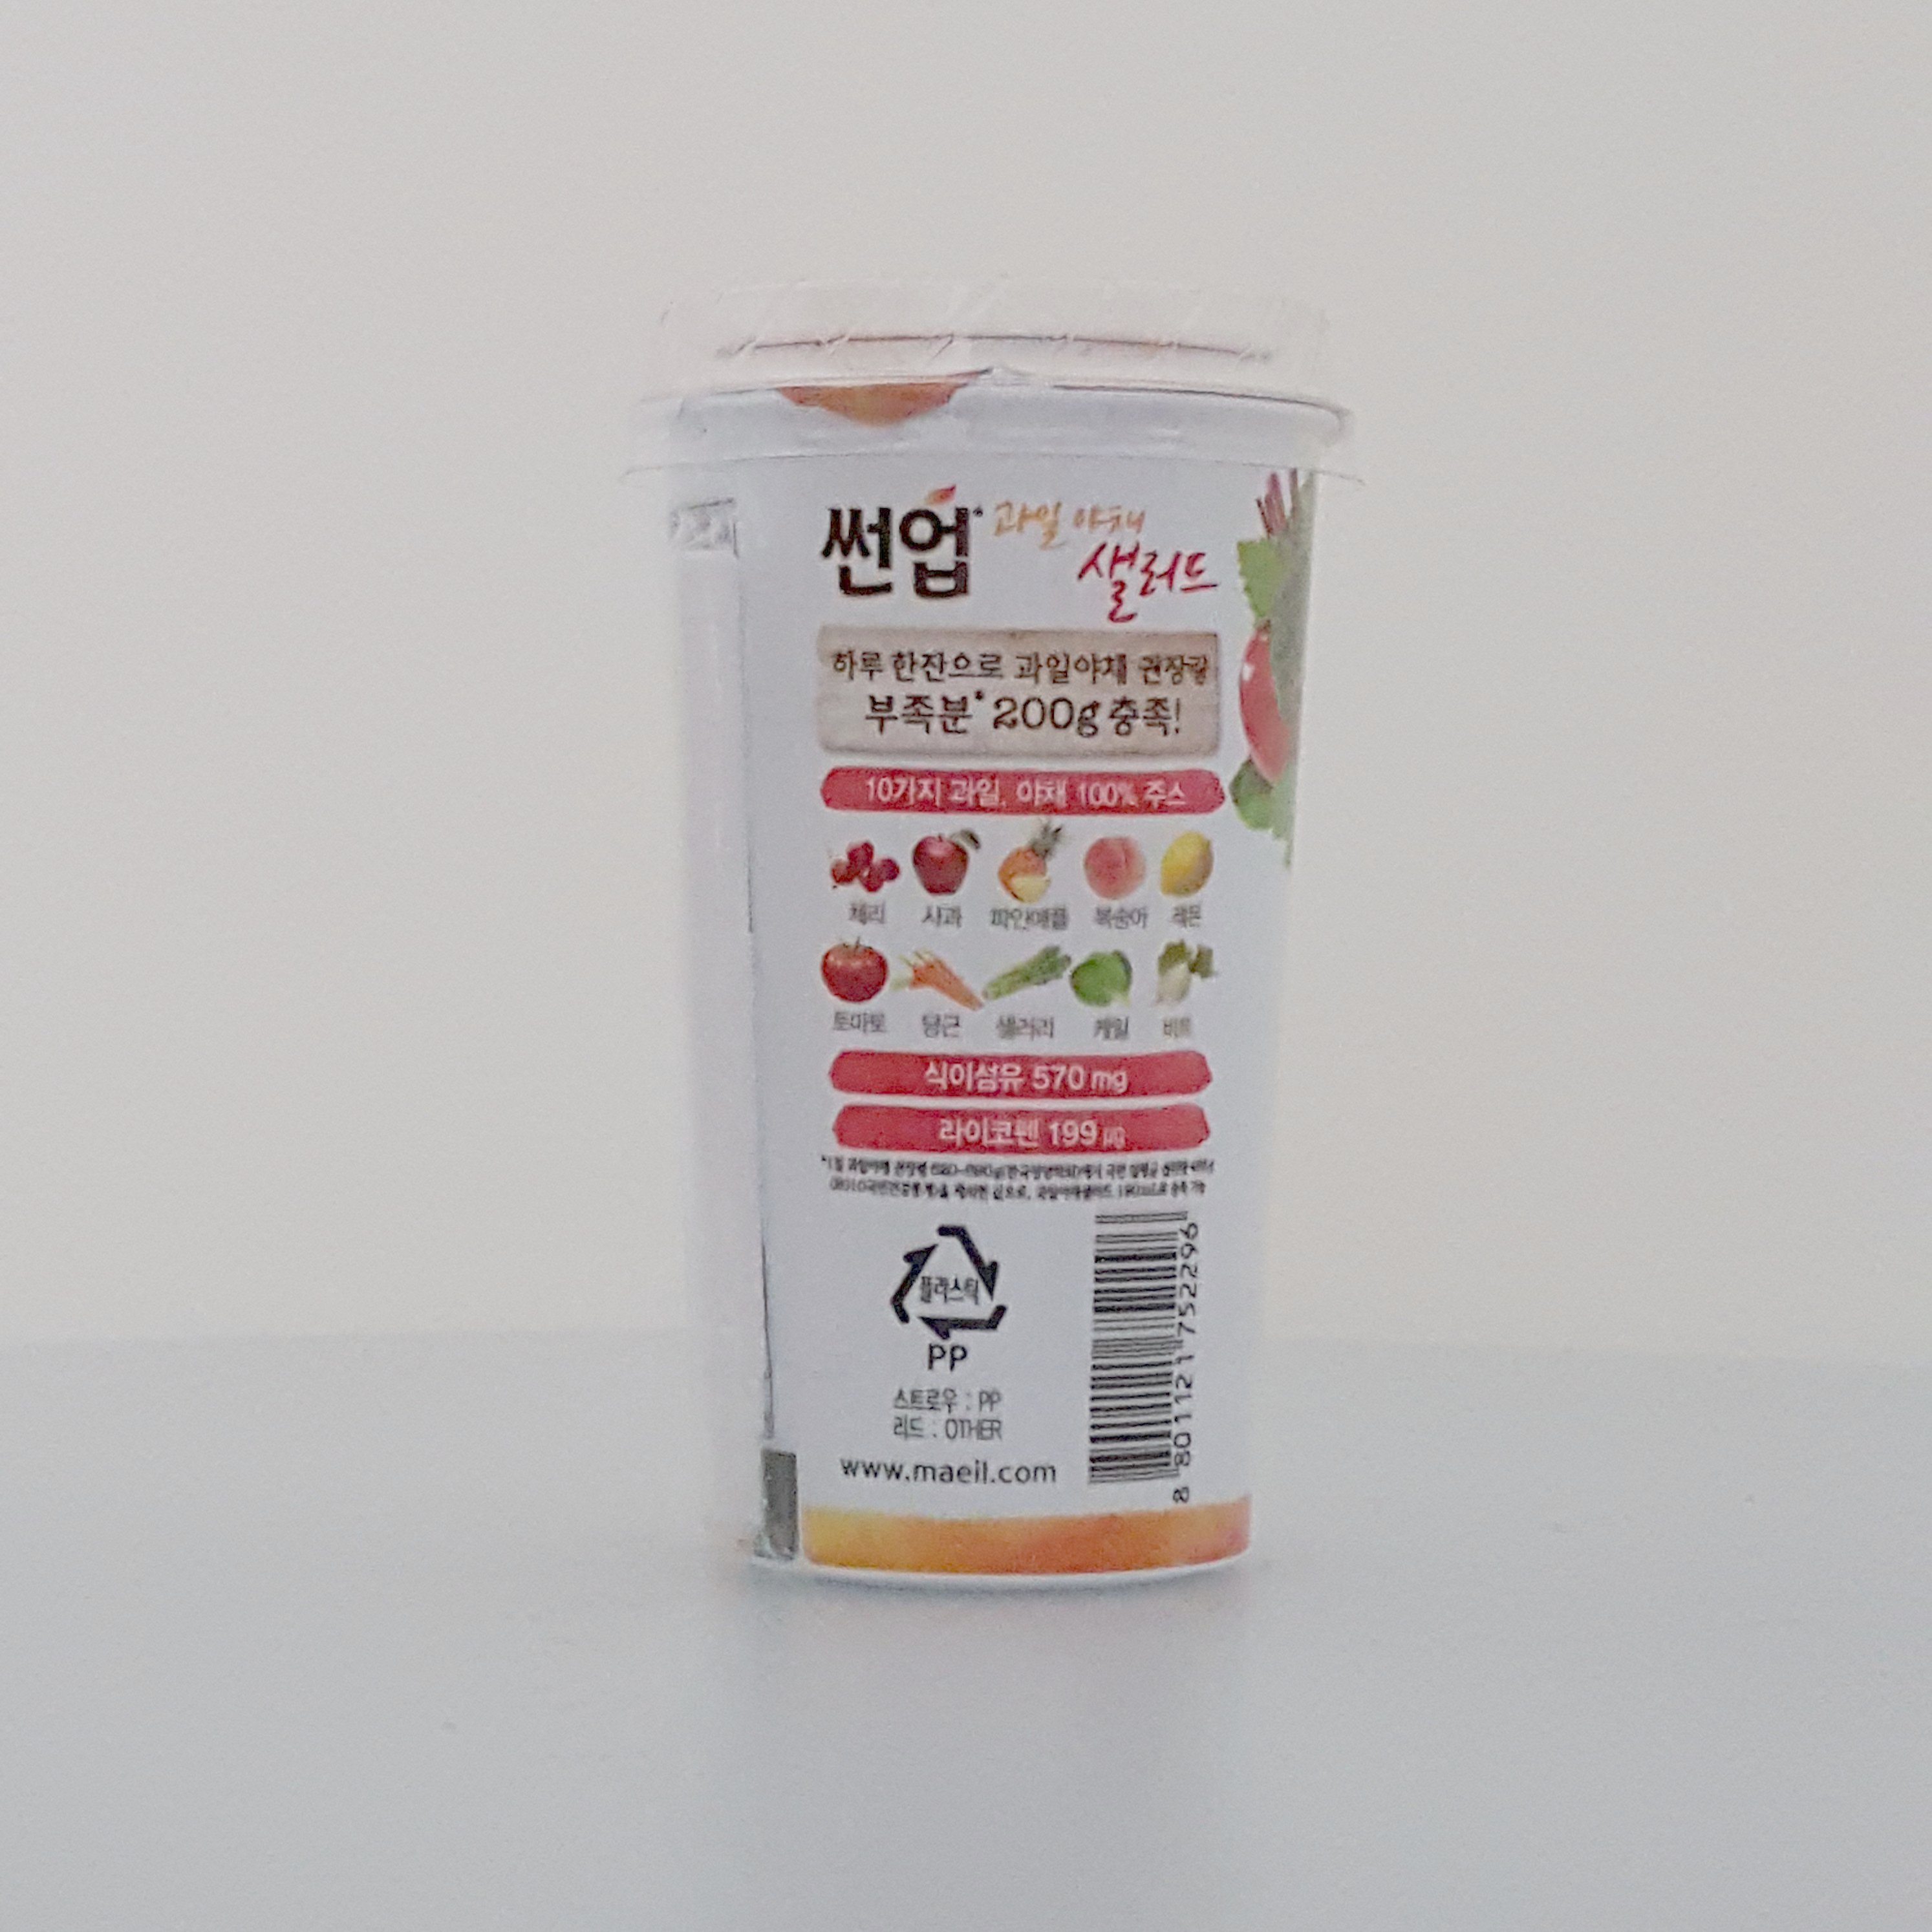 썬업
과일 야채
샐러드
하루 한잔으로 과일야채 권장량
부족분* 200g 충족!
10가지 과일, 야채 100% 주스
체리 사과 파인애플 복숭아 레몬
토마토 당근 샐러리 케일 비트
식이섬유 570 mg
라이코펜 199 μg
플라스틱
PP
스트로우 : PP
리드 : OTHER
www.maeil.com
8 801121 752296